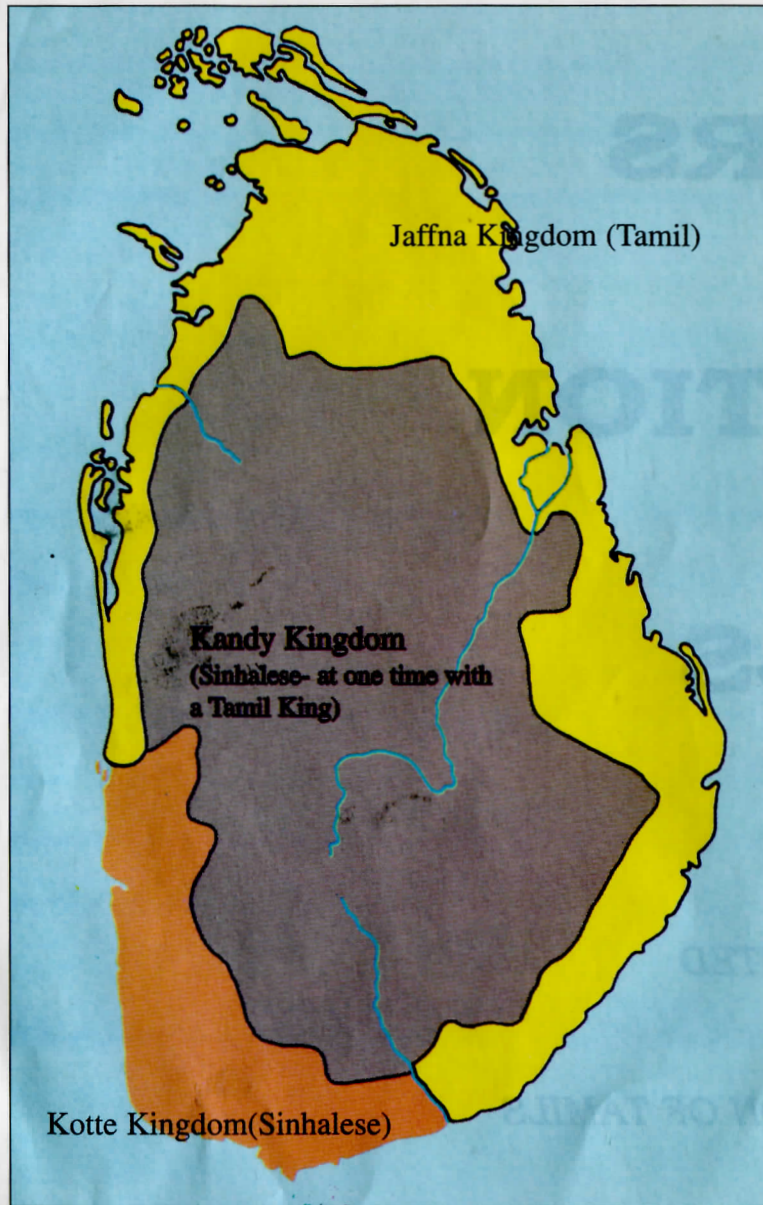 Jaffna Kingdom (Tamil)
Kandy Kingdom
(Sinhalese- at one time with
a Tamil King)
Kotte Kingdom(Sinhalese)